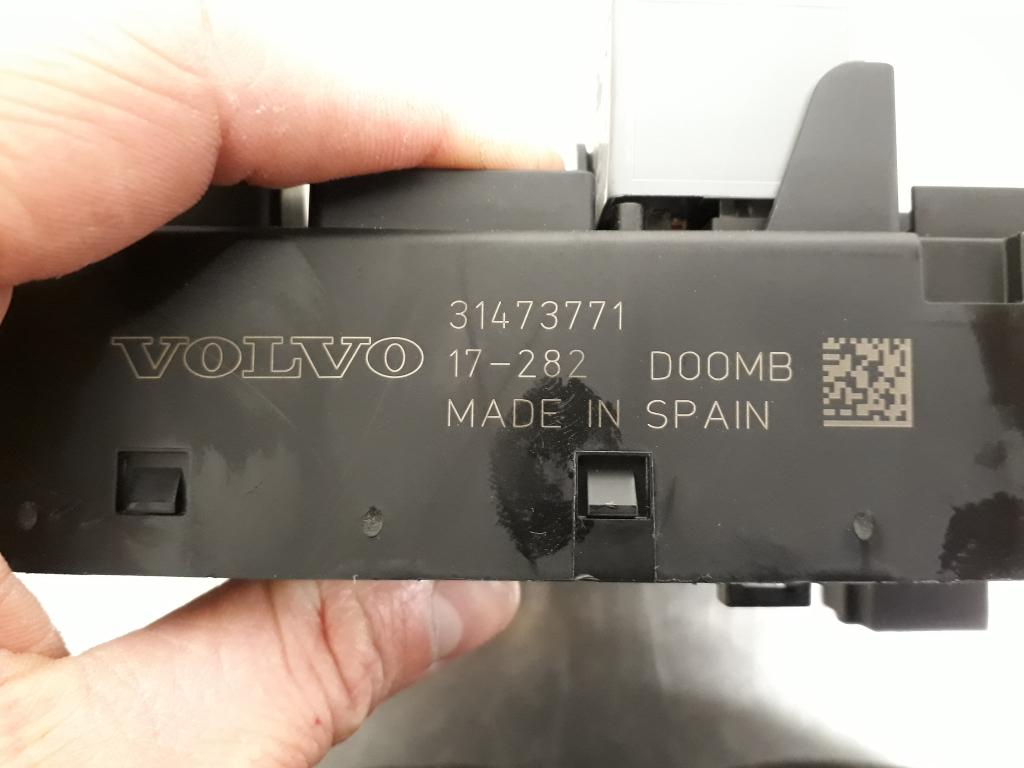 VOLVO
31473771
17-282 D00MB
MADE IN SPAIN